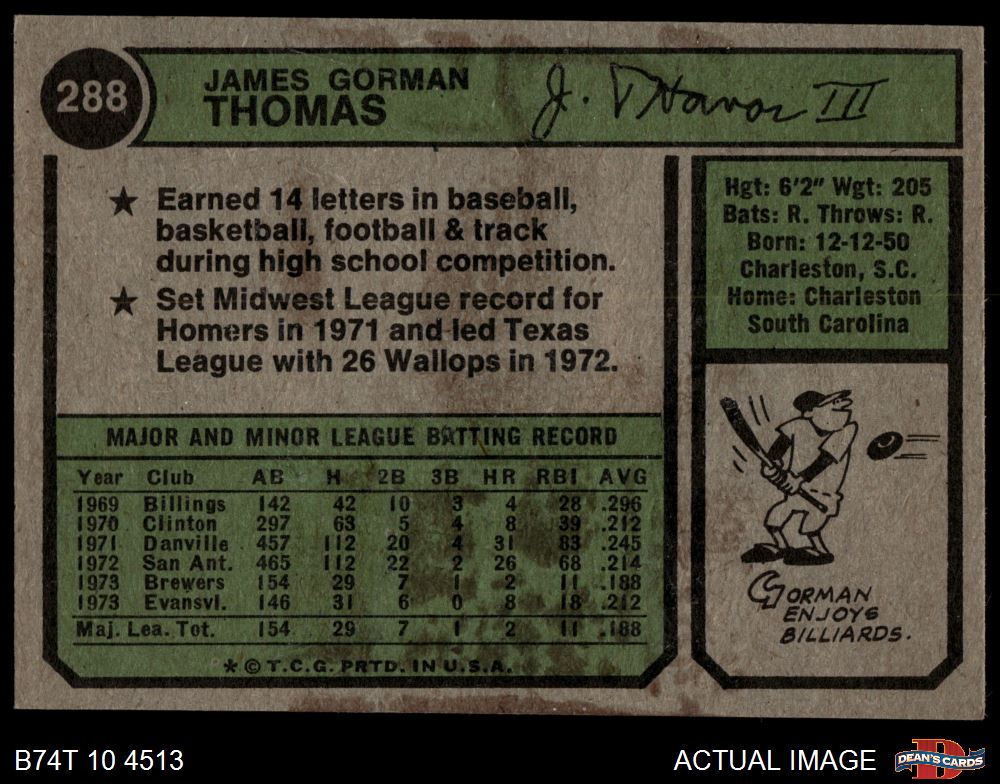 288
JAMES GORMAN
THOMAS
J. Thomas III
★ Earned 14 letters in baseball,
basketball, football & track
during high school competition.
★ Set Midwest League record for
Homers in 1971 and led Texas
League with 26 Wallops in 1972.
Hgt: 6'2" Wgt: 205
Bats: R. Throws: R.
Born: 12-12-50
Charleston, S.C.
Home: Charleston
South Carolina
MAJOR AND MINOR LEAGUE BATTING RECORD
Year Club AB H 2B 3B HR RBI AVG
1969 Billings 142 42 10 3 4 28 .296
1970 Clinton 297 63 5 4 8 39 .212
1971 Danville 457 112 20 4 31 83 .245
1972 San Ant. 465 112 22 2 26 68 .214
1973 Brewers 154 29 7 1 2 11 .188
1973 Evansvl. 146 31 6 0 8 18 .212
Maj. Lea. Tot. 154 29 7 1 2 11 .188
* © T.C.G. PRTD. IN U.S.A.
GORMAN
ENJOYS
BILLIARDS.
B74T 10 4513
ACTUAL IMAGE
DEAN'S CARDS